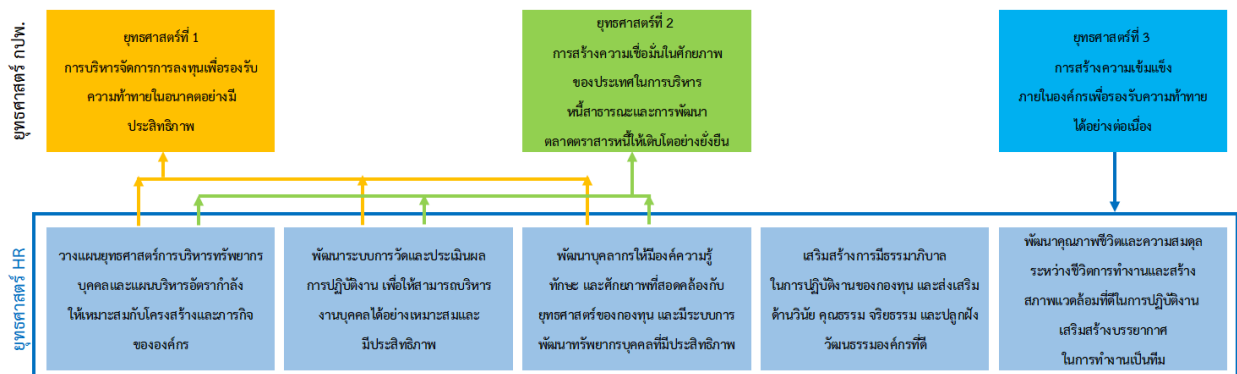 ยุทธศาสตร์ กปพ.
ยุทธศาสตร์ที่ 1
การบริหารจัดการการลงทุนเพื่อรองรับ
ความท้าทายในอนาคตอย่างมี
ประสิทธิภาพ
ยุทธศาสตร์ที่ 2
การสร้างความเชื่อมั่นในศักยภาพ
ของประเทศในการบริหาร
หนี้สาธารณะและการพัฒนา
ตลาดตราสารหนี้ให้เติบโตอย่างยั่งยืน
ยุทธศาสตร์ที่ 3
การสร้างความเข้มแข็ง
ภายในองค์กรเพื่อรองรับความท้าทาย
ได้อย่างต่อเนื่อง
ยุทธศาสตร์ HR
วางแผนยุทธศาสตร์การบริหารทรัพยากร
บุคคลและแผนบริหารอัตรากำลัง
ให้เหมาะสมกับโครงสร้างและภารกิจ
ขององค์กร
พัฒนาระบบการวัดและประเมินผล
การปฏิบัติงาน เพื่อให้สามารถบริหาร
งานบุคคลได้อย่างเหมาะสมและ
มีประสิทธิภาพ
พัฒนาบุคลากรให้มีองค์ความรู้
ทักษะ และศักยภาพที่สอดคล้องกับ
ยุทธศาสตร์ของกองทุน และมีระบบการ
พัฒนาทรัพยากรบุคคลที่มีประสิทธิภาพ
เสริมสร้างการมีธรรมาภิบาล
ในการปฏิบัติงานของกองทุน และส่งเสริม
ด้านวินัย คุณธรรม จริยธรรม และปลูกฝัง
วัฒนธรรมองค์กรที่ดี
พัฒนาคุณภาพชีวิตและความสมดุล
ระหว่างชีวิตการทำงานและสร้าง
สภาพแวดล้อมที่ดีในการปฏิบัติงาน
เสริมสร้างบรรยากาศ
ในการทำงานเป็นทีม